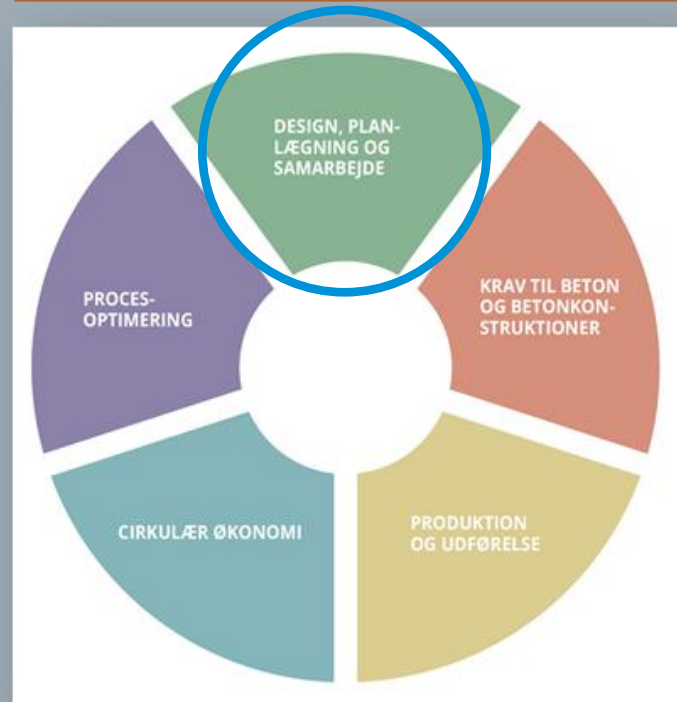 DESIGN, PLAN-
LÆGNING OG
SAMARBEJDE
KRAV TIL BETON
OG BETONKON-
STRUKTIONER
PRODUKTION
OG UDFØRELSE
CIRKULÆR ØKONOMI
PROCES-
OPTIMERING